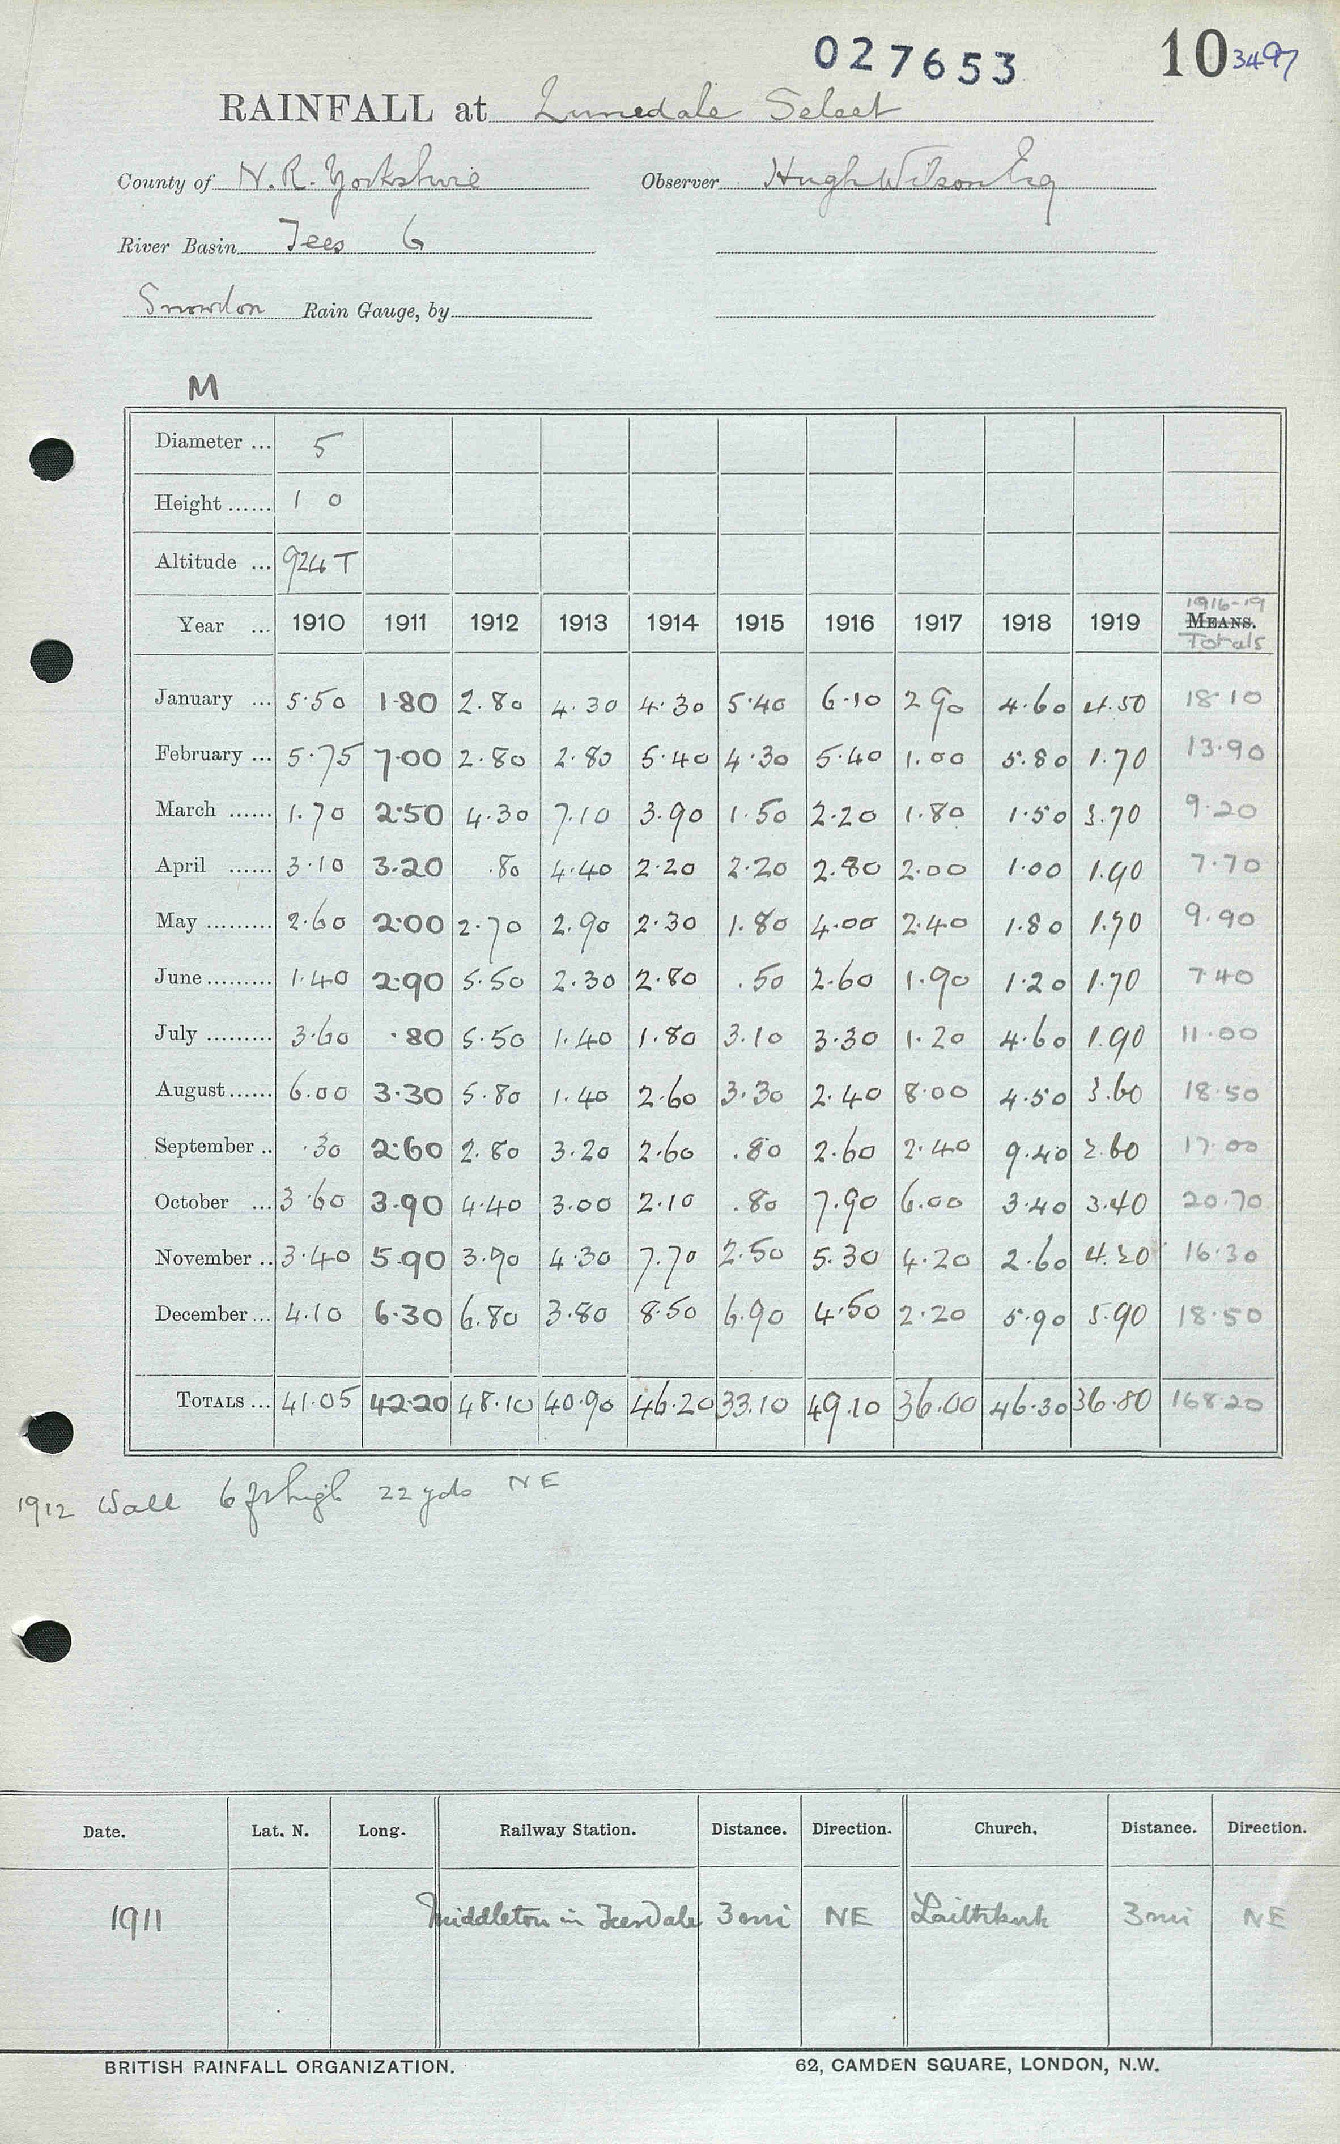 027653 10 3497
RAINFALL at Lunedale Select
County of N.R. Yorkshire Observer Hugh Wilson Esq
River Basin Tees 6
Snowdon Rain Gauge, by
M
Diameter ... 5
Height ...... 1 0
Altitude ... 924 T
1916-19
Year ... 1910 1911 1912 1913 1914 1915 1916 1917 1918 1919 MEANS.
Totals
January ... 5.50 1.80 2.80 4.30 4.30 5.40 6.10 2.90 4.60 4.50 18.10
February ... 5.75 7.00 2.80 2.80 5.40 4.30 5.40 1.00 5.80 1.70 13.90
March ...... 1.70 2.50 4.30 7.10 3.90 1.50 2.20 1.80 1.50 3.70 9.20
April ...... 3.10 3.20 .80 4.40 2.20 2.20 2.80 2.00 1.00 1.90 7.70
May ......... 2.60 2.00 2.70 2.90 2.30 1.80 4.00 2.40 1.80 1.70 9.90
June ......... 1.40 2.90 5.50 2.30 2.80 .50 2.60 1.90 1.20 1.70 7.40
July ......... 3.60 .80 5.50 1.40 1.80 3.10 3.30 1.20 4.60 1.90 11.00
August ...... 6.00 3.30 5.80 1.40 2.60 3.30 2.40 8.00 4.50 3.60 18.50
September .. .30 2.60 2.80 3.20 2.60 .80 2.60 2.40 9.40 2.60 17.00
October ... 3.60 3.90 4.40 3.00 2.10 .80 7.90 6.00 3.40 3.40 20.70
November .. 3.40 5.90 3.90 4.30 7.70 2.50 5.30 4.20 2.60 4.20 16.30
December ... 4.10 6.30 6.80 3.80 8.50 6.90 4.50 2.20 5.90 5.90 18.50
TOTALS ... 41.05 42.20 48.10 40.90 46.20 33.10 49.10 36.00 46.30 36.80 168.20
1912 Wall 6 ft high 22 yds NE
Date. Lat. N. Long. Railway Station. Distance. Direction. Church. Distance. Direction.
1911 Middleton in Teesdale 3 mi NE Laithkirk 3 mi NE
BRITISH RAINFALL ORGANIZATION. 62, CAMDEN SQUARE, LONDON, N.W.